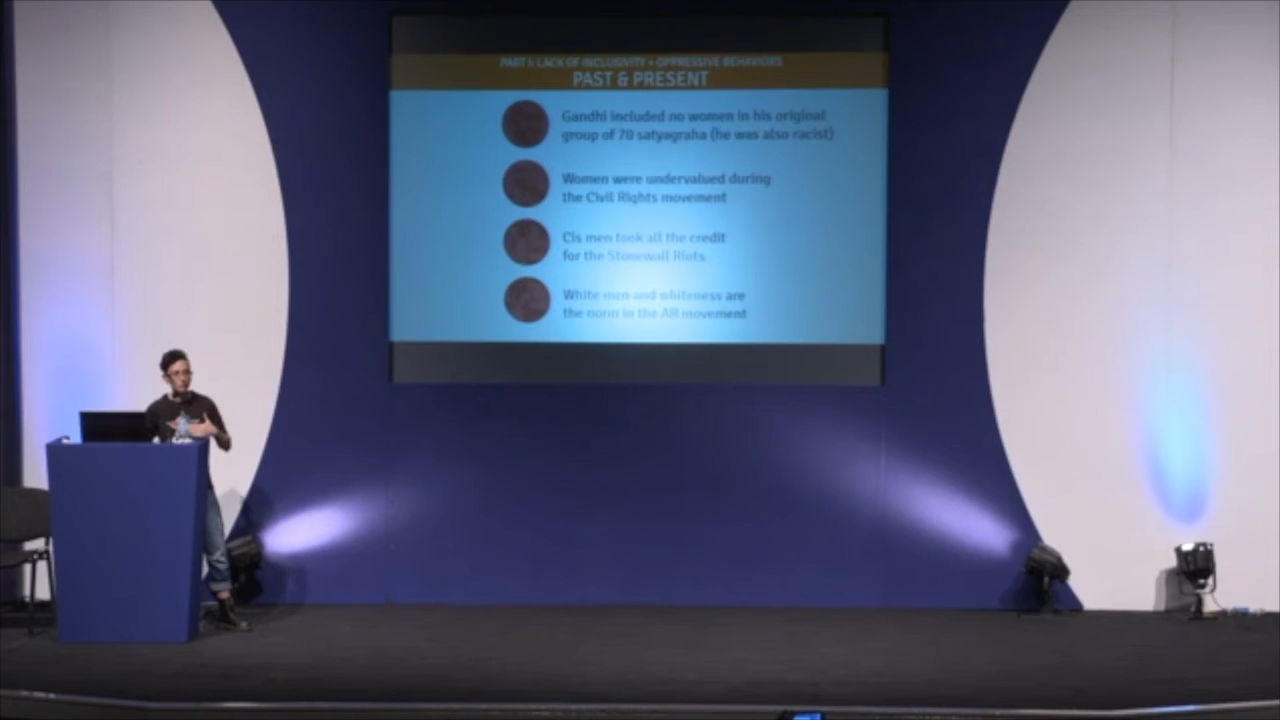 PART I: LACK OF INCLUSIVITY + OPPRESSIVE BEHAVIORS
PAST & PRESENT
Gandhi included no women in his original
group of 70 satyagraha (he was also racist)
Women were undervalued during
the Civil Rights movement
Cis men took all the credit
for the Stonewall Riots
White men and whiteness are
the norm in the AR movement